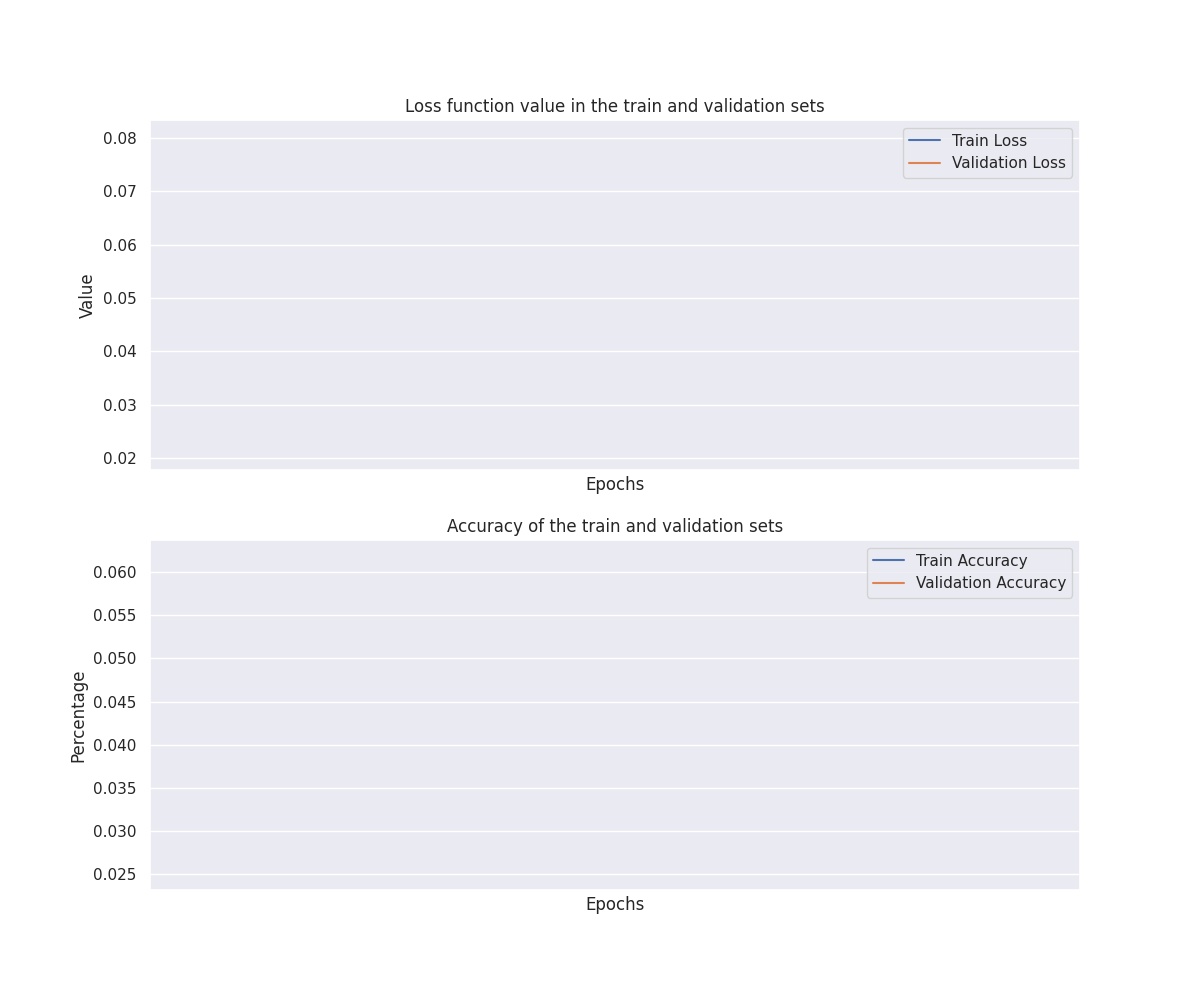 Loss function value in the train and validation sets
0.08
0.07
0.06
0.05
0.04
0.03
0.02
Value
Train Loss
Validation Loss
Epochs
Accuracy of the train and validation sets
0.060
0.055
0.050
0.045
0.040
0.035
0.030
0.025
Percentage
Train Accuracy
Validation Accuracy
Epochs